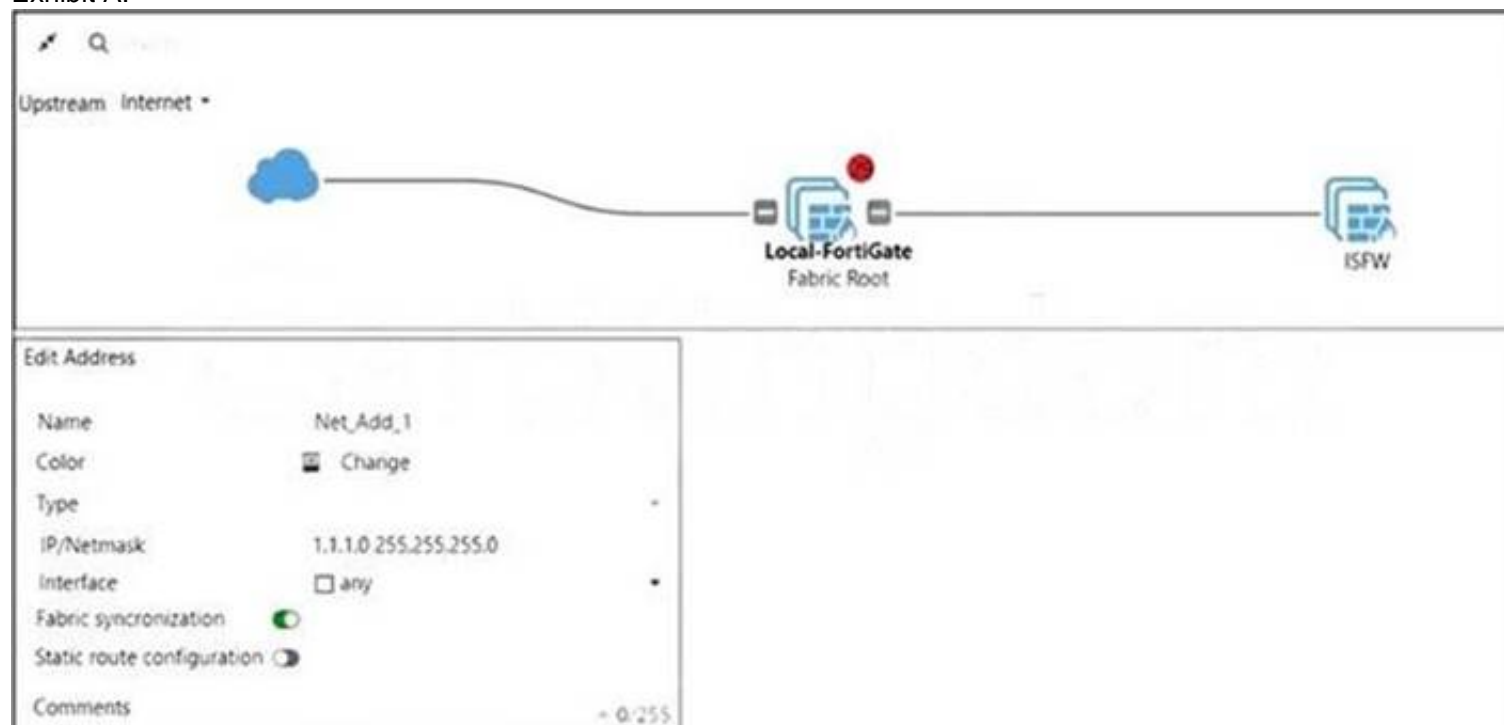 Exhibit A.
Upstream Internet
Local-FortiGate
Fabric Root
ISFW
Edit Address
Name Net_Add_1
Color Change
Type
IP/Netmask 1.1.1.0 255.255.255.0
Interface any
Fabric syncronization
Static route configuration
Comments 0/255